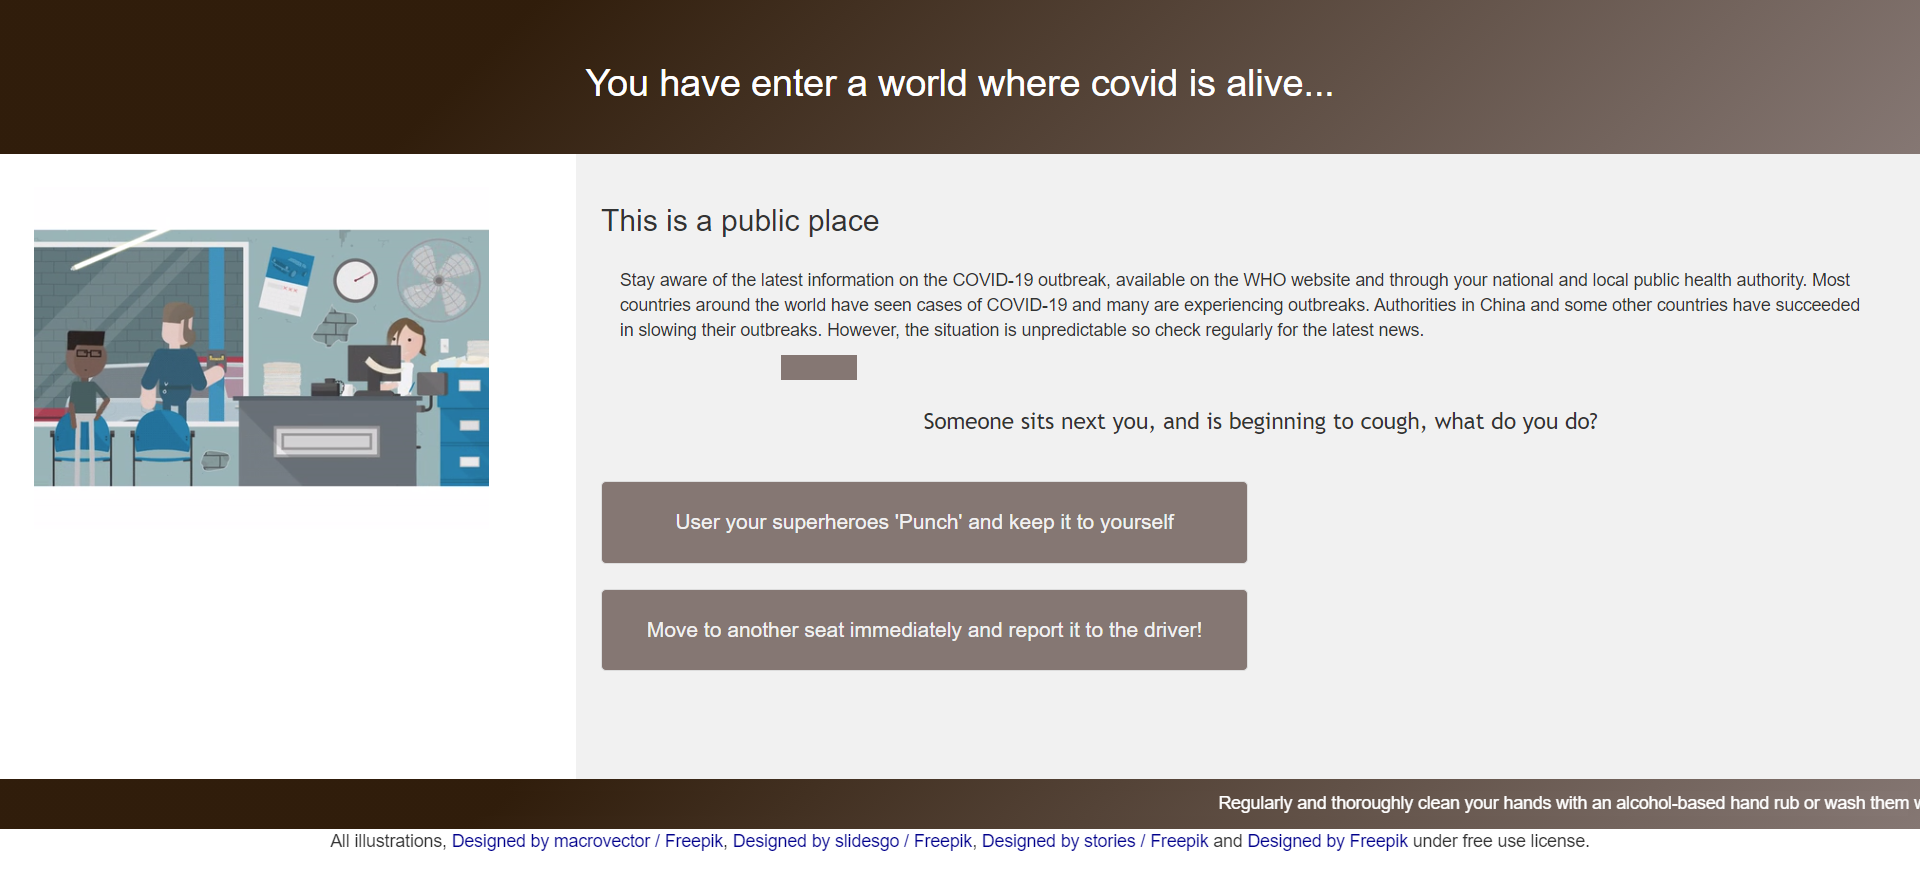 You have enter a world where covid is alive...
This is a public place
Stay aware of the latest information on the COVID-19 outbreak, available on the WHO website and through your national and local public health authority. Most
countries around the world have seen cases of COVID-19 and many are experiencing outbreaks. Authorities in China and some other countries have succeeded
in slowing their outbreaks. However, the situation is unpredictable so check regularly for the latest news.
Someone sits next you, and is beginning to cough, what do you do?
User your superheroes 'Punch' and keep it to yourself
Move to another seat immediately and report it to the driver!
Regularly and thoroughly clean your hands with an alcohol-based hand rub or wash them
All illustrations, Designed by macrovector / Freepik, Designed by slidesgo / Freepik, Designed by stories / Freepik and Designed by Freepik under free use license.